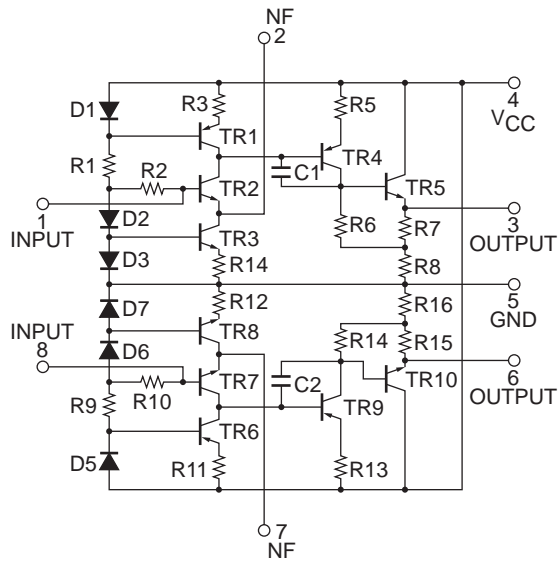 NF
2
D1
R3
R5
4
VCC
TR1
TR4
R1
R2
C1
TR5
TR2
1
INPUT
D2
R6
R7
3
OUTPUT
TR3
D3
R14
R8
5
GND
D7
R12
R16
INPUT
8
TR8
R14
R15
D6
TR7
C2
6
OUTPUT
R9
R10
TR9
TR10
TR6
D5
R11
R13
7
NF